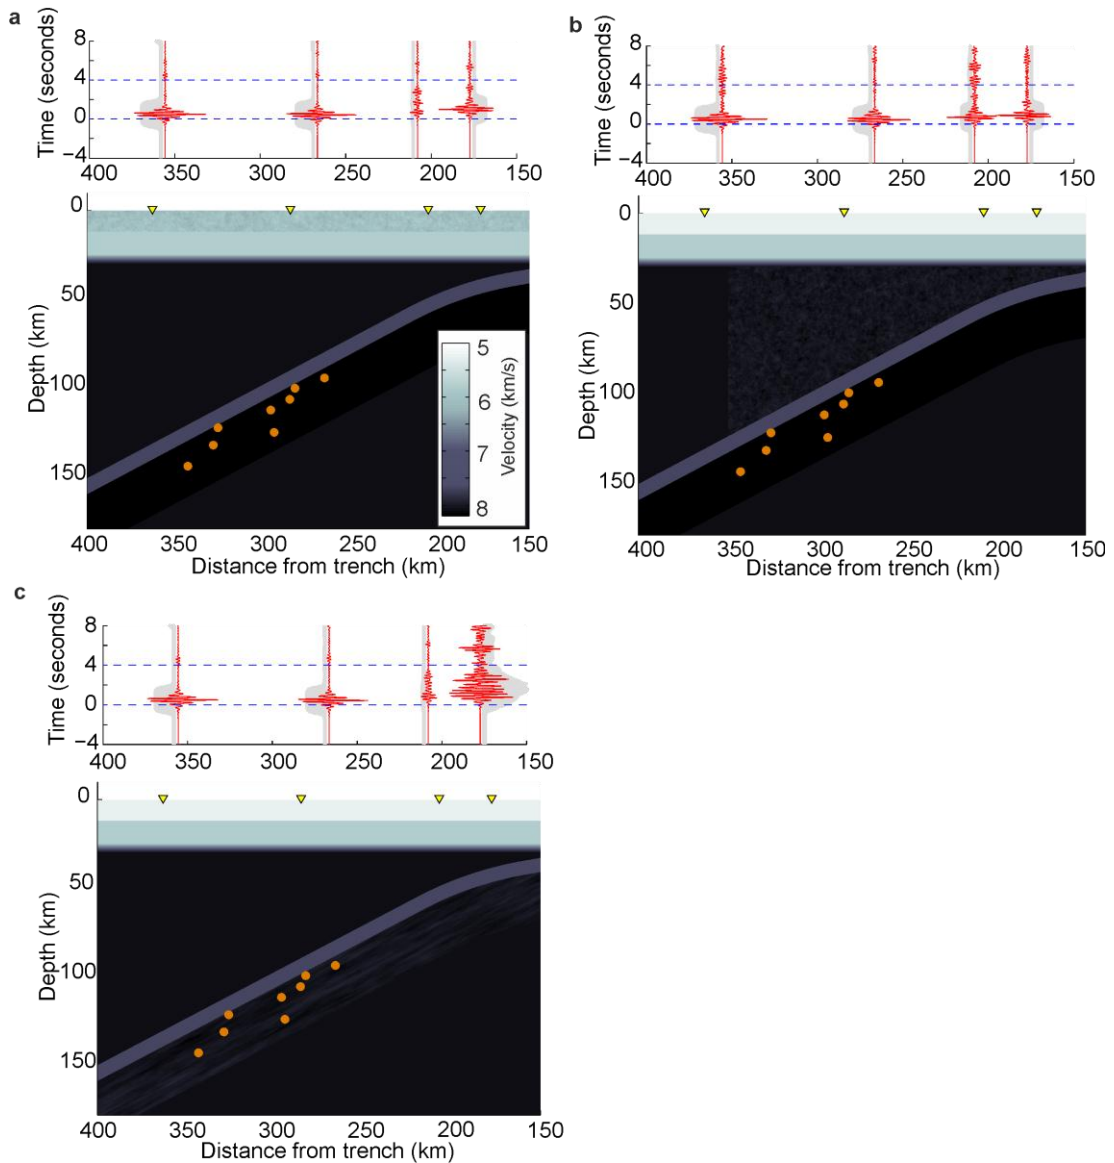 a
Time (seconds)
8
4
0
−4
400 350 300 250 200 150
0
50
100
150
Depth (km)
5
6
7
8
Velocity (km/s)
400 350 300 250 200 150
Distance from trench (km)
b
Time (seconds)
8
4
0
−4
400 350 300 250 200 150
0
50
100
150
Depth (km)
400 350 300 250 200 150
Distance from trench (km)
c
Time (seconds)
8
4
0
−4
400 350 300 250 200 150
0
50
100
150
Depth (km)
400 350 300 250 200 150
Distance from trench (km)